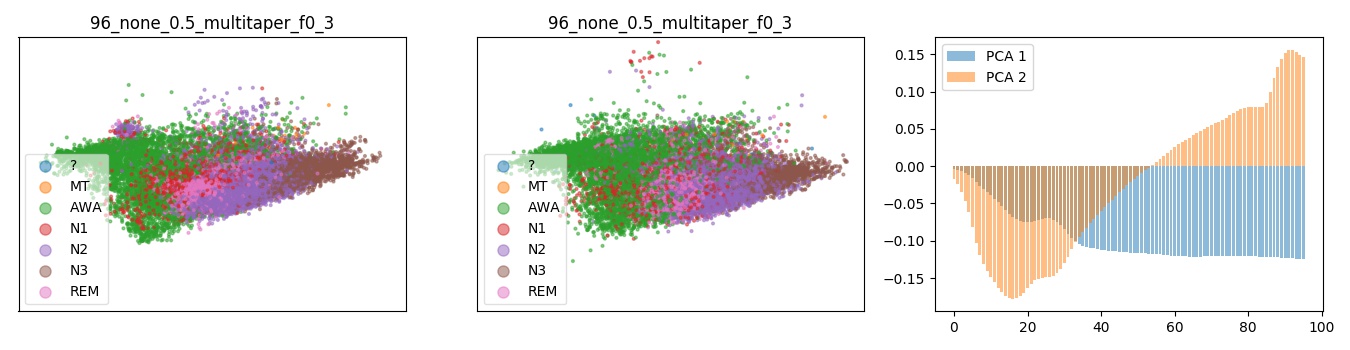 96_none_0.5_multitaper_f0_3
?
MT
AWA
N1
N2
N3
REM
96_none_0.5_multitaper_f0_3
?
MT
AWA
N1
N2
N3
REM
PCA 1
PCA 2
0.15
0.10
0.05
0.00
−0.05
−0.10
−0.15
0 20 40 60 80 100